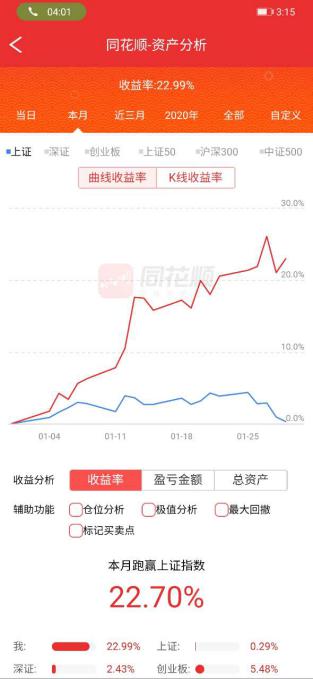 04:01 3:15
同花顺-资产分析
收益率:22.99%
当日 本月 近三月 2020年 全部 自定义
上证 深证 创业板 上证50 沪深300 中证500
曲线收益率 K线收益率
30.0%
同花顺
20.0%
10.0%
0.0%
01-04 01-11 01-18 01-25
收益分析 收益率 盈亏金额 总资产
辅助功能 仓位分析 极值分析 最大回撤
标记买卖点
本月跑赢上证指数
22.70%
我: 22.99% 上证: 0.29%
深证: 2.43% 创业板: 5.48%